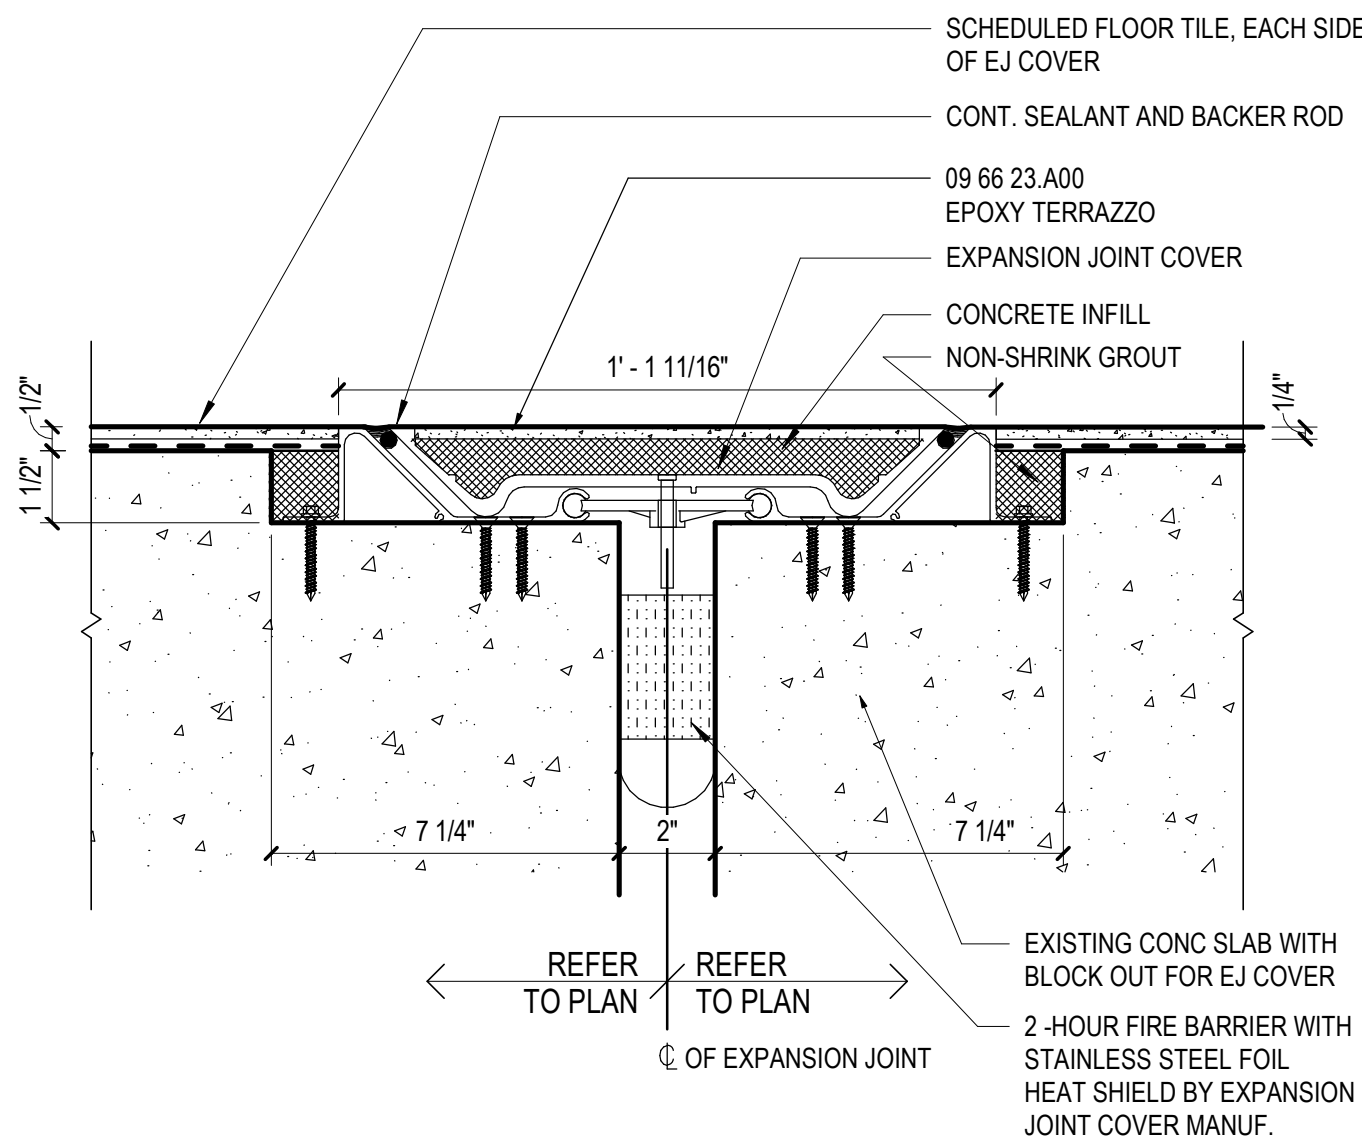 SCHEDULED FLOOR TILE, EACH SIDE
OF EJ COVER
CONT. SEALANT AND BACKER ROD
09 66 23.A00
EPOXY TERRAZZO
EXPANSION JOINT COVER
CONCRETE INFILL
NON-SHRINK GROUT
1' - 1 11/16"
1/2"
1 1/2"
1/4"
7 1/4"
2"
7 1/4"
REFER
TO PLAN
REFER
TO PLAN
℄ OF EXPANSION JOINT
EXISTING CONC SLAB WITH
BLOCK OUT FOR EJ COVER
2 -HOUR FIRE BARRIER WITH
STAINLESS STEEL FOIL
HEAT SHIELD BY EXPANSION
JOINT COVER MANUF.